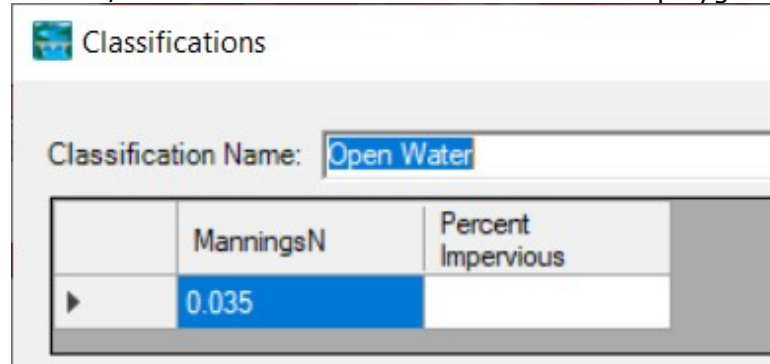 Classifications
Classification Name: Open Water
ManningsN Percent Impervious
0.035